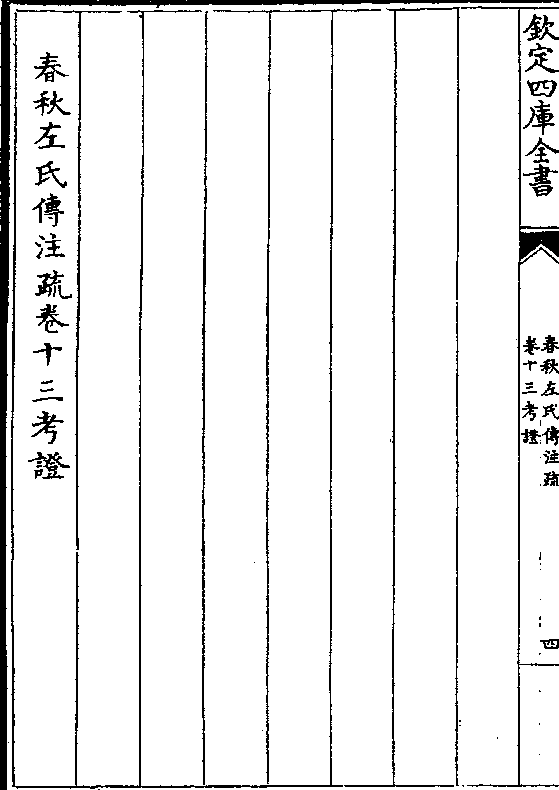 欽定四庫全書
春秋左氏傳注疏
卷十三考證
四
春秋左氏傳注疏卷十三考證